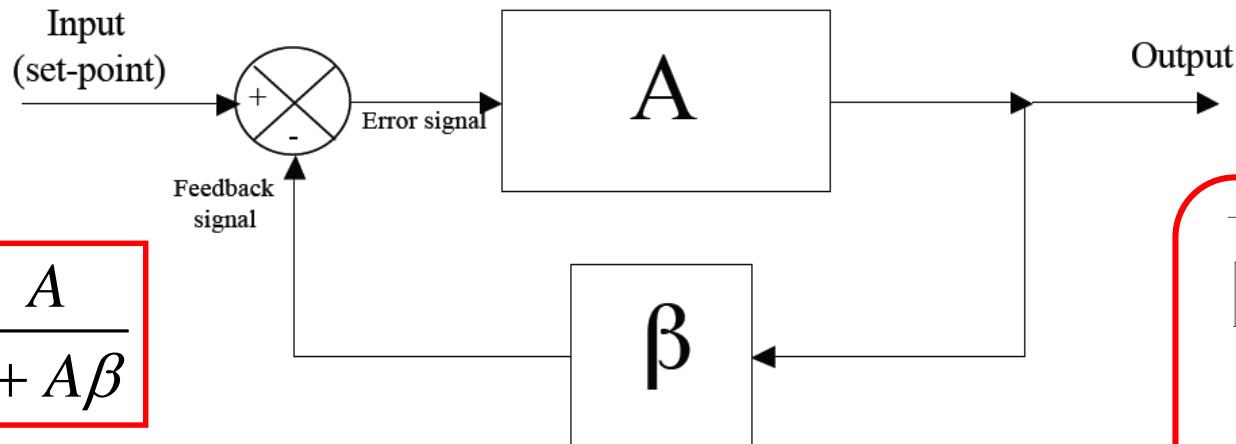 Input
(set-point)
+
-
Error signal
A
Output
Feedback
signal
β
A
+ Aβ